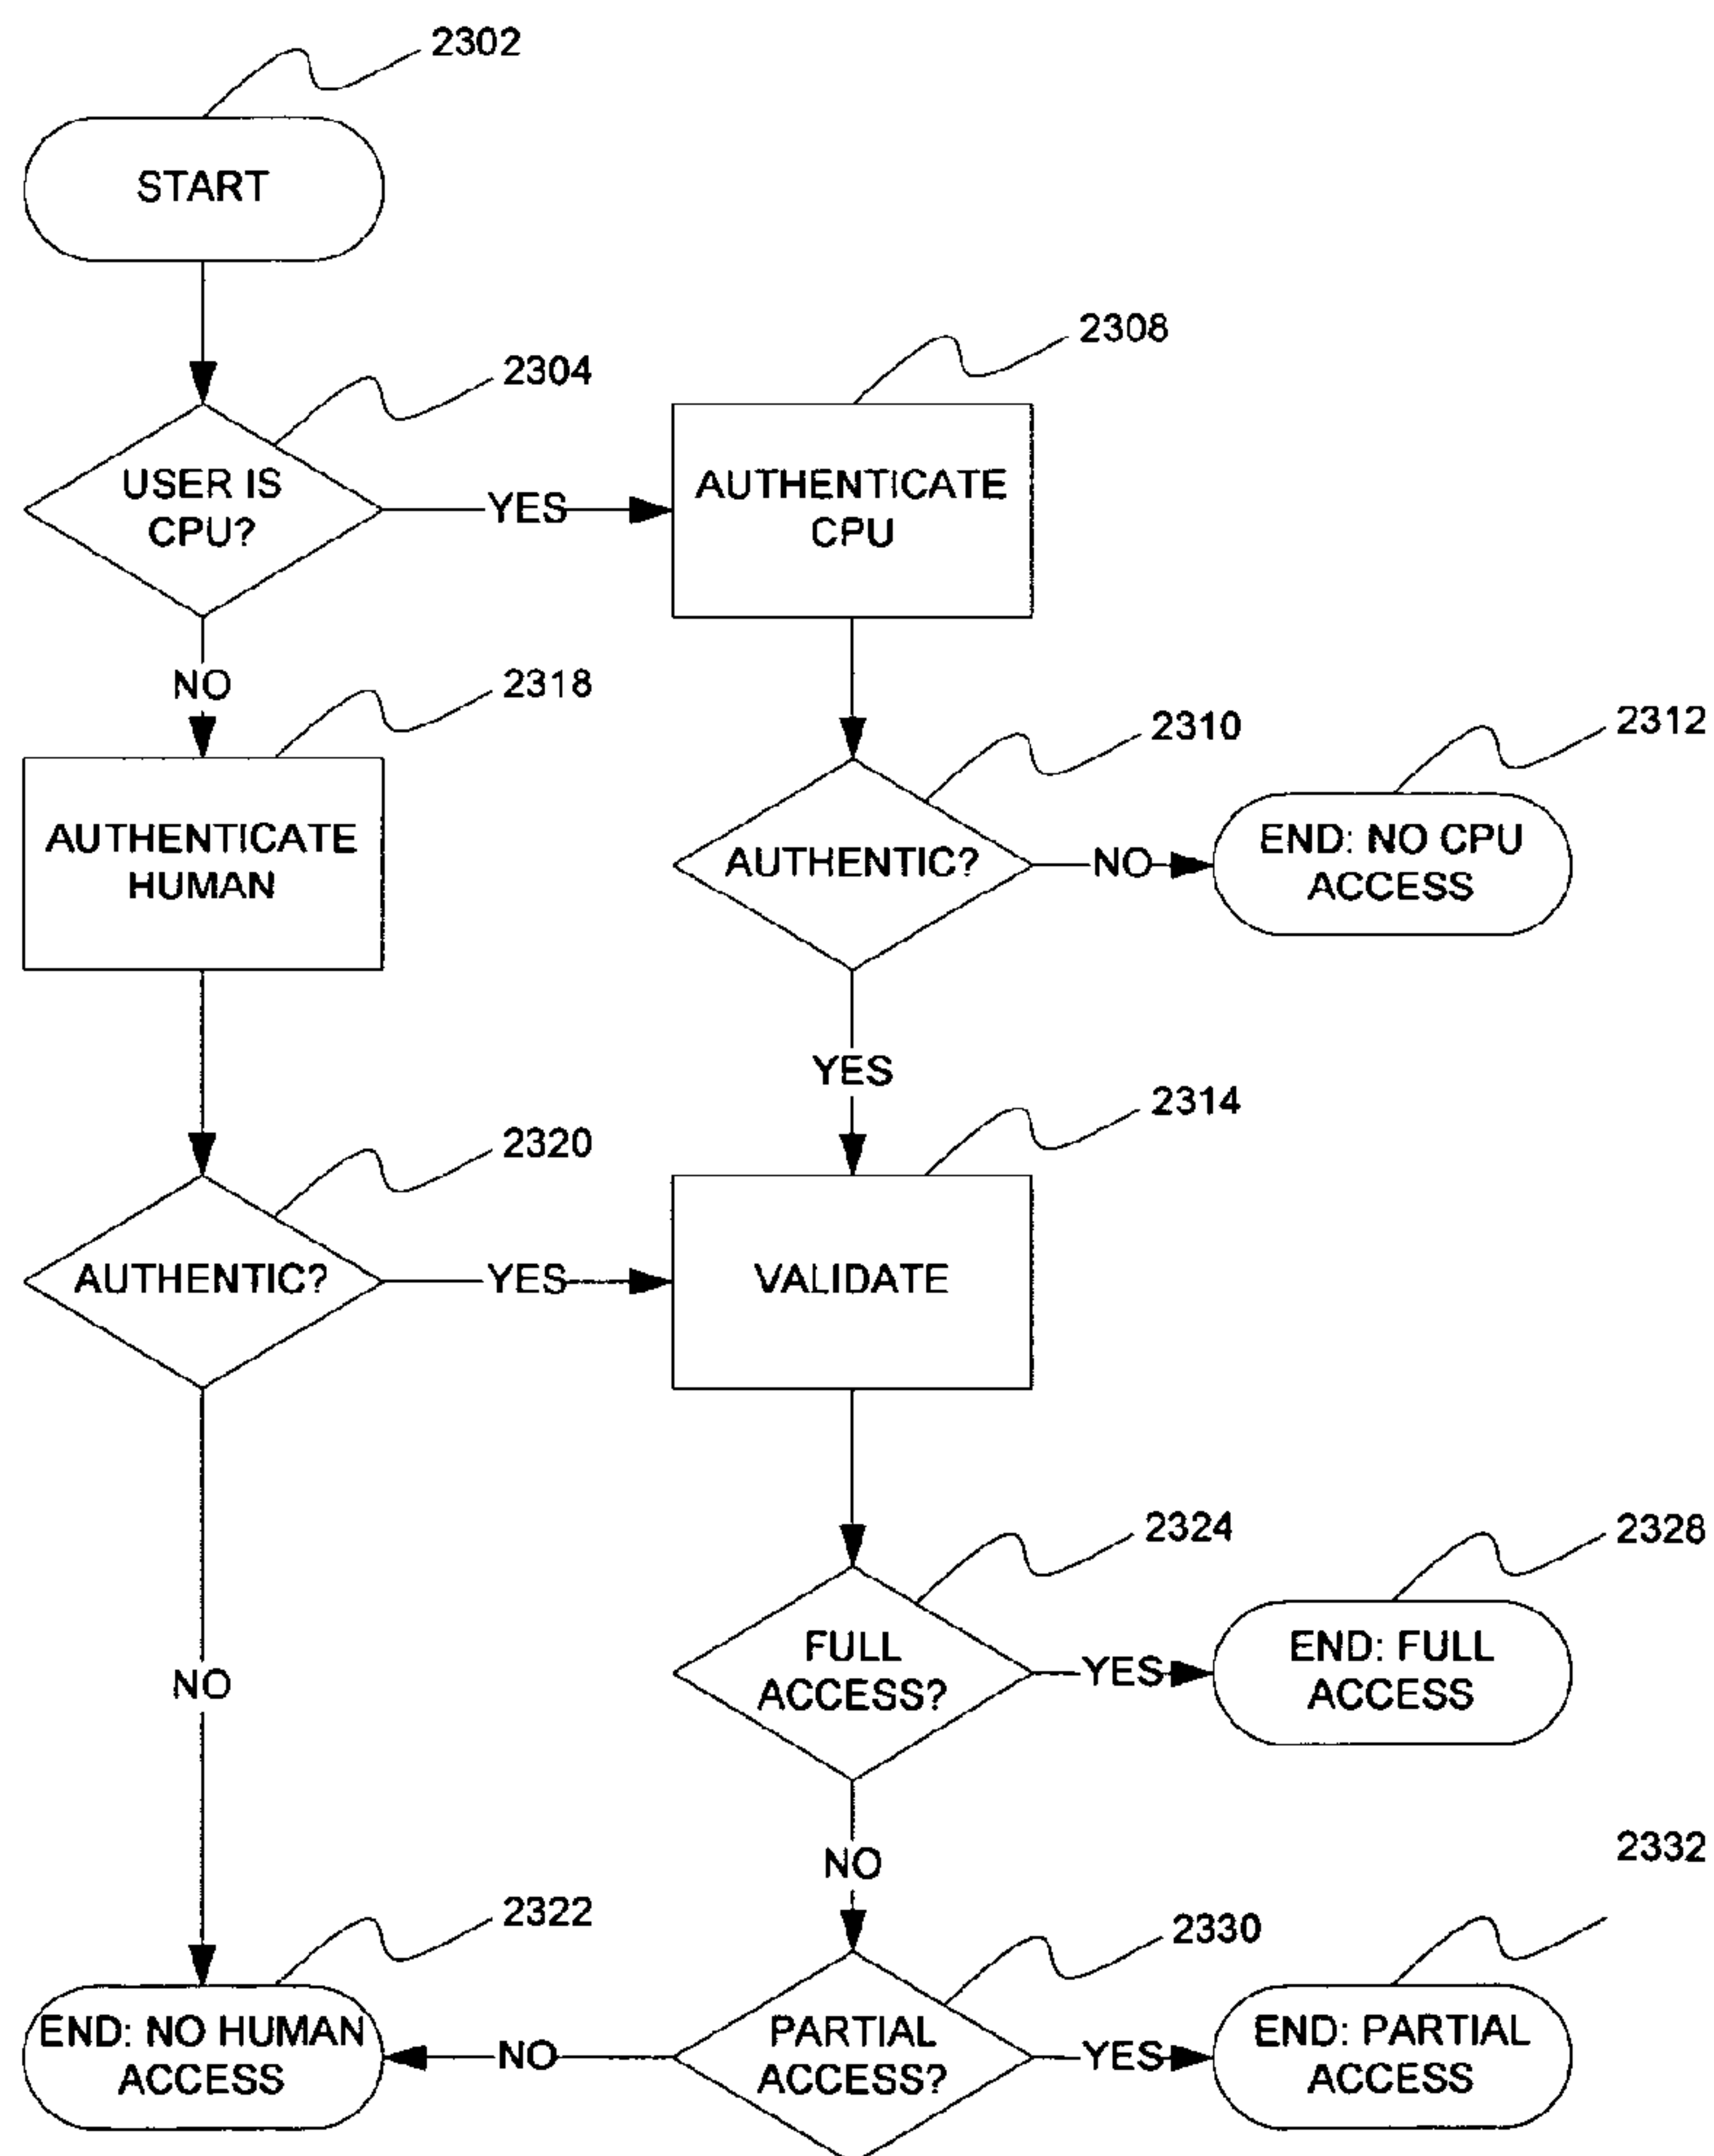 2302
START
2304
USER IS
CPU?
YES
2308
AUTHENTICATE
CPU
NO
2318
AUTHENTICATE
HUMAN
2310
AUTHENTIC?
NO
2312
END: NO CPU
ACCESS
YES
2320
AUTHENTIC?
YES
2314
VALIDATE
NO
2324
FULL
ACCESS?
YES
2328
END: FULL
ACCESS
NO
2322
END: NO HUMAN
ACCESS
NO
2330
PARTIAL
ACCESS?
YES
2332
END: PARTIAL
ACCESS